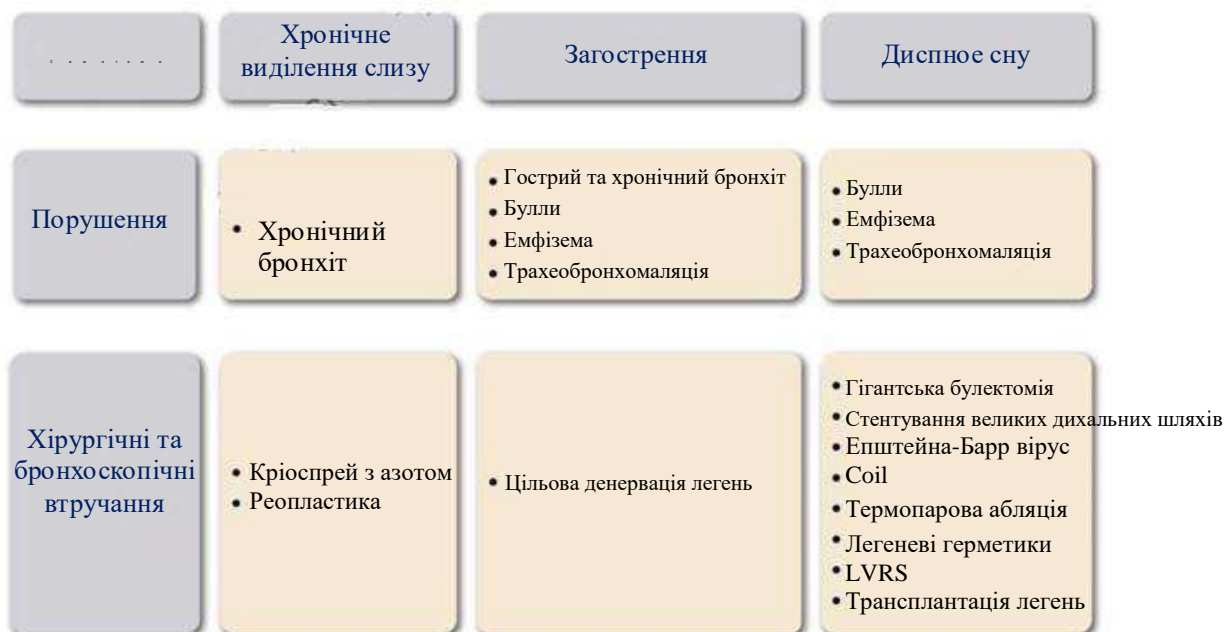 Хронічне
виділення слизу
Загострення
Диспное сну
Порушення
• Хронічний
бронхіт
• Гострий та хронічний бронхіт
• Булли
• Емфізема
• Трахеобронхомаляція
• Булли
• Емфізема
• Трахеобронхомаляція
Хірургічні та
бронхоскопічні
втручання
• Кріоспрей з азотом
• Реопластика
• Цільова денервація легень
• Гігантська булектомія
• Стентування великих дихальних шляхів
• Епштейна-Барр вірус
• Coil
• Термопарова абляція
• Легеневі герметики
• LVRS
• Трансплантація легень